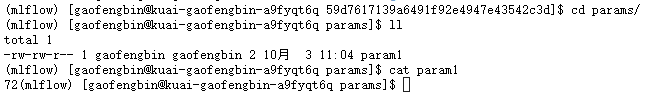 (mlflow) [gaofengbin@kuai-gaofengbin-a9fyqt6q 59d7617139a6491f92e4947e43542c3d]$ cd params/
(mlflow) [gaofengbin@kuai-gaofengbin-a9fyqt6q params]$ ll
total 1
-rw-rw-r-- 1 gaofengbin gaofengbin 2 10月  3 11:04 param1
(mlflow) [gaofengbin@kuai-gaofengbin-a9fyqt6q params]$ cat param1
72(mlflow) [gaofengbin@kuai-gaofengbin-a9fyqt6q params]$